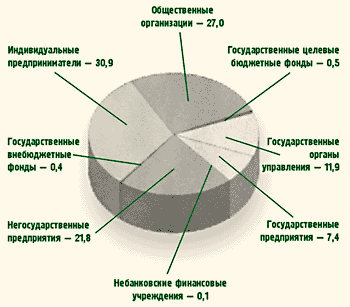 Общественные
организации — 27,0
Индивидуальные
предприниматели — 30,9
Государственные целевые
бюджетные фонды — 0,5
Государственные
внебюджетные
фонды — 0,4
Государственные
органы
управления — 11,9
Негосударственные
предприятия — 21,8
Государственные
предприятия — 7,4
Небанковские финансовые
учреждения — 0,1